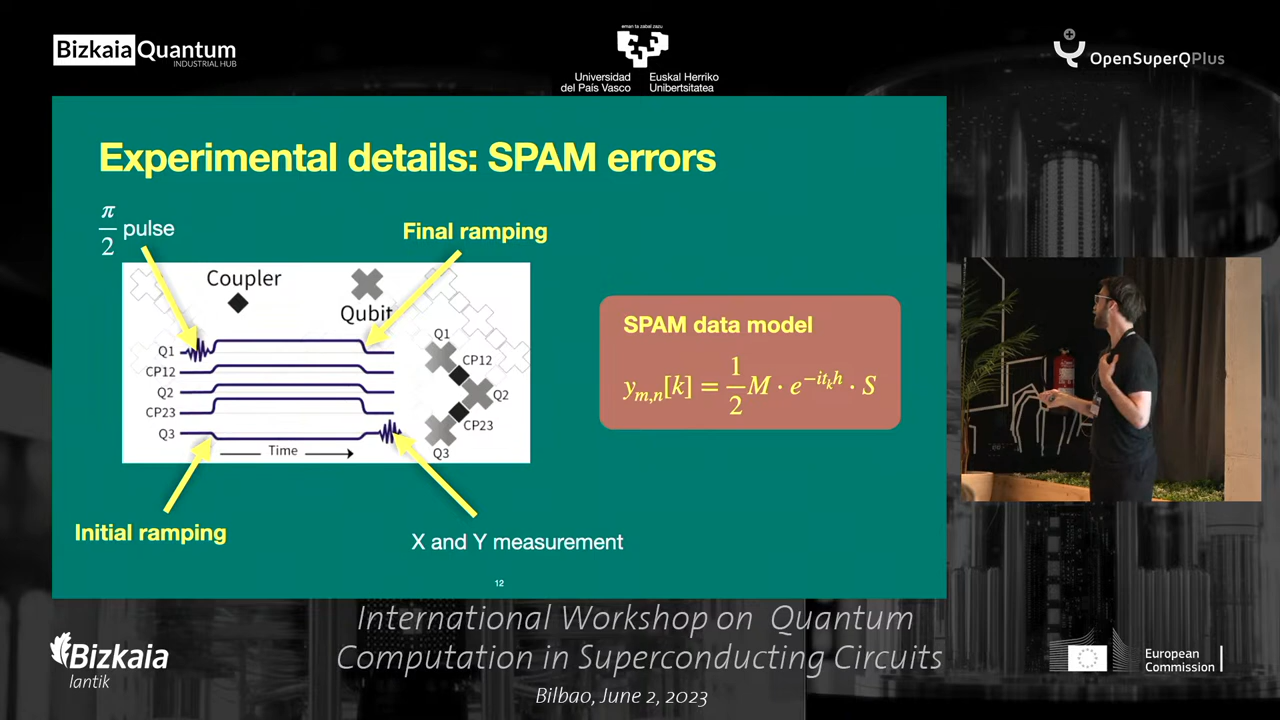 Bizkaia Quantum
INDUSTRIAL HUB
eman ta zabal zazu
Universidad
del País Vasco
Euskal Herriko
Unibertsitatea
OpenSuperQPlus
Experimental details: SPAM errors
π/2 pulse
Final ramping
Coupler
Qubit
Q1
CP12
Q2
CP23
Q3
Time
Q1
CP12
Q2
CP23
Q3
SPAM data model
y_{m,n}[k] = 1/2 M · e^{-it_k h} · S
Initial ramping
X and Y measurement
12
International Workshop on Quantum
Computation in Superconducting Circuits
Bilbao, June 2, 2023
Bizkaia
lantik
European
Commission